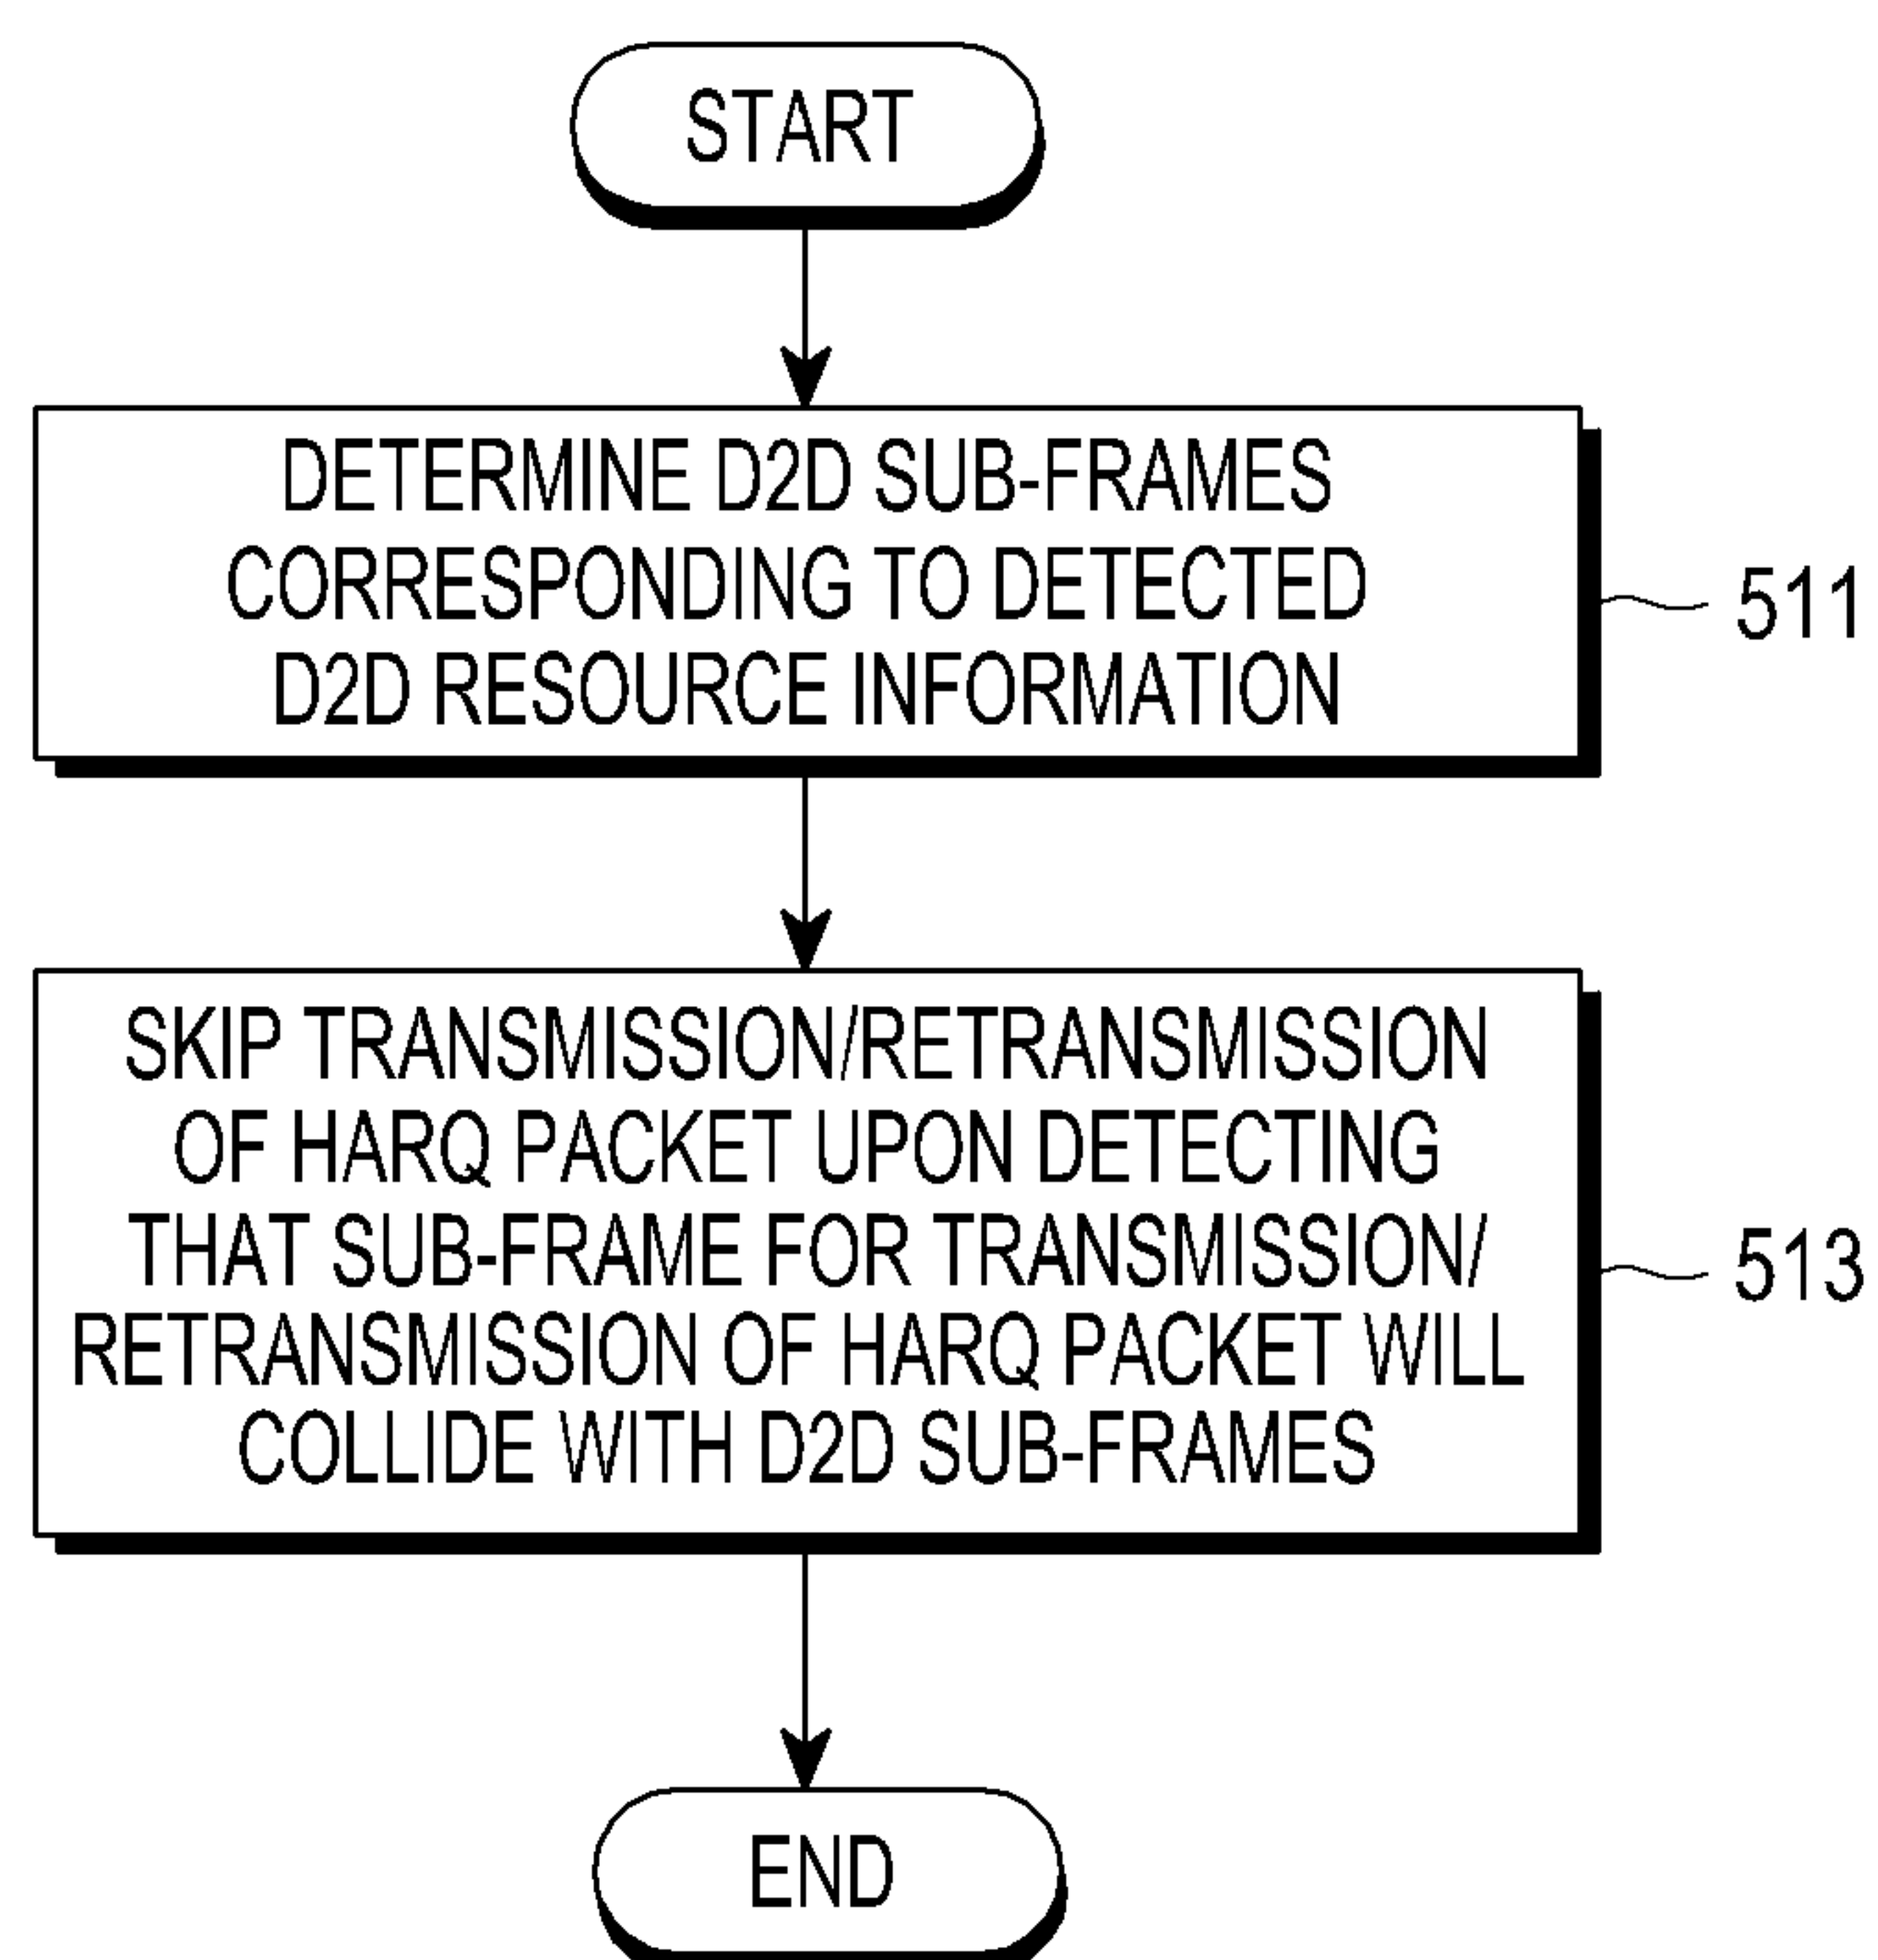 START
DETERMINE D2D SUB-FRAMES
CORRESPONDING TO DETECTED
D2D RESOURCE INFORMATION
511
SKIP TRANSMISSION/RETRANSMISSION
OF HARQ PACKET UPON DETECTING
THAT SUB-FRAME FOR TRANSMISSION/
RETRANSMISSION OF HARQ PACKET WILL
COLLIDE WITH D2D SUB-FRAMES
513
END